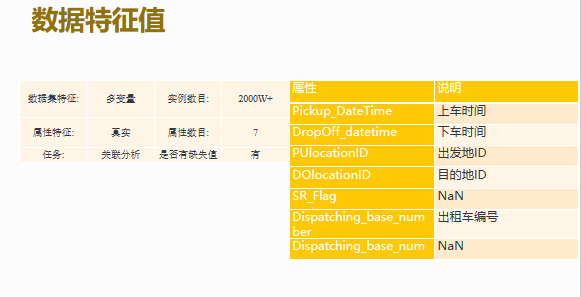 数据特征值
数据集特征: 多变量 实例数目: 2000W+
属性特征: 真实 属性数目: 7
任务: 关联分析 是否有缺失值 有
属性 说明
Pickup_DateTime 上车时间
DropOff_datetime 下车时间
PUlocationID 出发地ID
DOlocationID 目的地ID
SR_Flag NaN
Dispatching_base_num 出租车编号
ber
Dispatching_base_num NaN